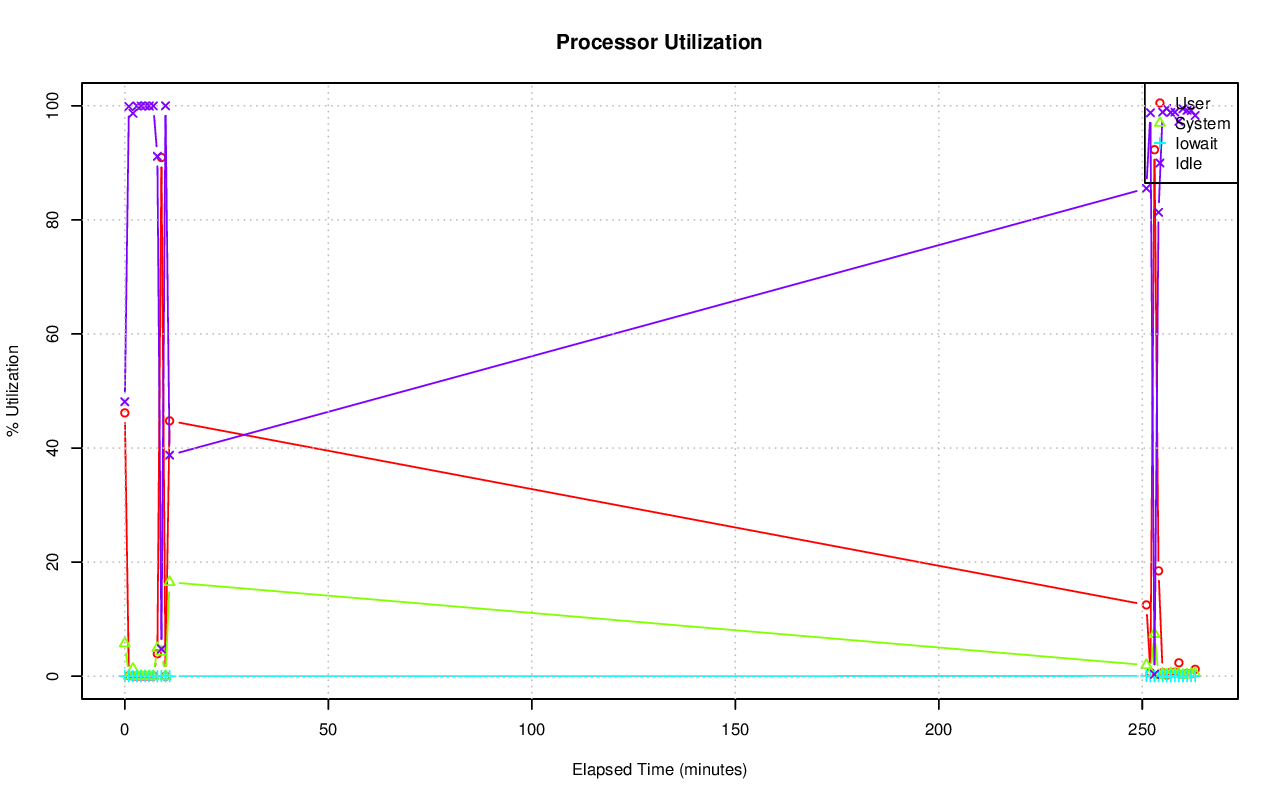 Processor Utilization
% Utilization
100
80
60
40
20
0
User
System
Iowait
Idle
0 50 100 150 200 250
Elapsed Time (minutes)